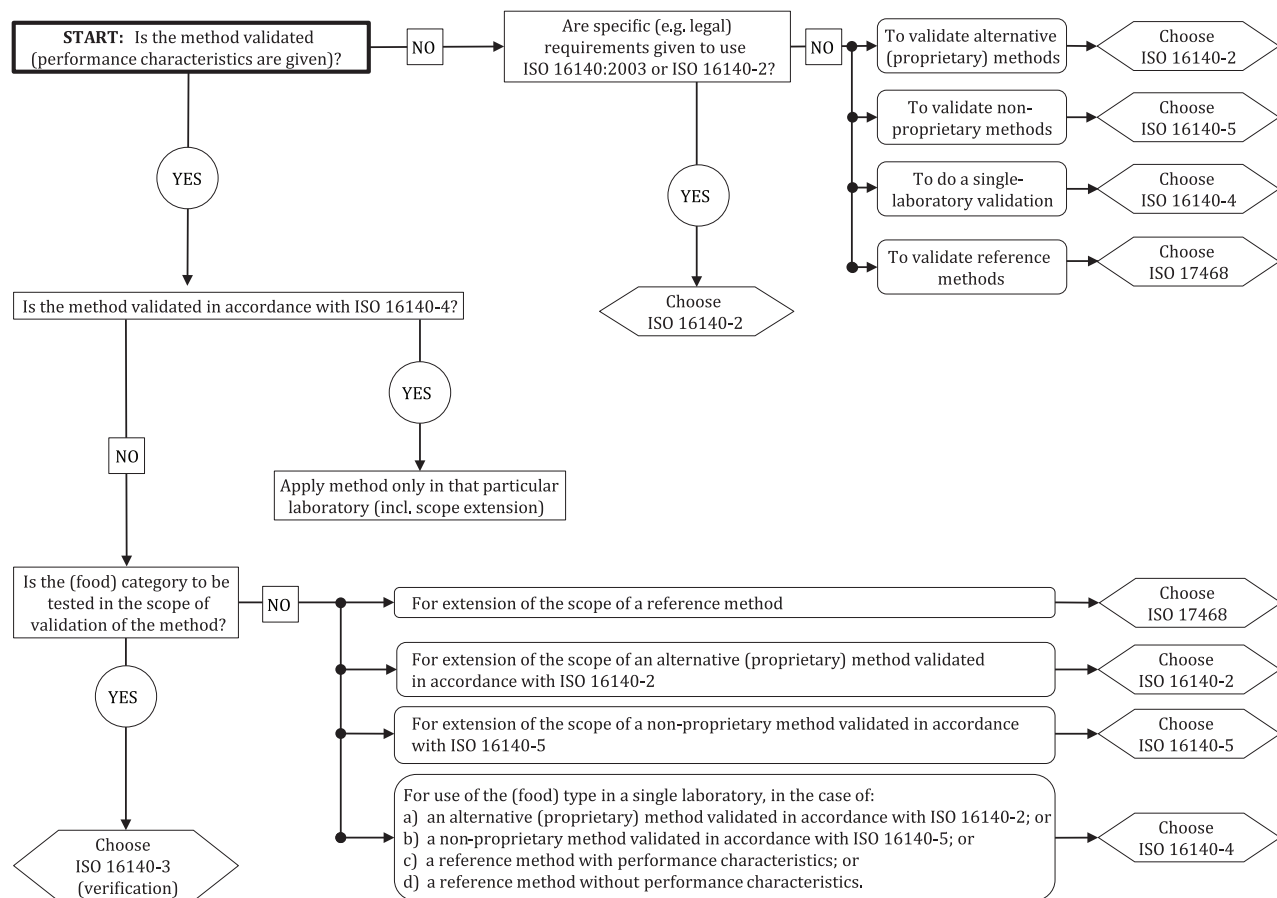 START: Is the method validated
(performance characteristics are given)?
NO
Are specific (e.g. legal)
requirements given to use
ISO 16140:2003 or ISO 16140-2?
NO
To validate alternative
(proprietary) methods
Choose
ISO 16140-2
To validate non-
proprietary methods
Choose
ISO 16140-5
To do a single-
laboratory validation
Choose
ISO 16140-4
To validate reference
methods
Choose
ISO 17468
YES
YES
Choose
ISO 16140-2
Is the method validated in accordance with ISO 16140-4?
YES
NO
Apply method only in that particular
laboratory (incl. scope extension)
Is the (food) category to be
tested in the scope of
validation of the method?
NO
For extension of the scope of a reference method
Choose
ISO 17468
For extension of the scope of an alternative (proprietary) method validated
in accordance with ISO 16140-2
Choose
ISO 16140-2
For extension of the scope of a non-proprietary method validated in accordance
with ISO 16140-5
Choose
ISO 16140-5
For use of the (food) type in a single laboratory, in the case of:
a) an alternative (proprietary) method validated in accordance with ISO 16140-2; or
b) a non-proprietary method validated in accordance with ISO 16140-5; or
c) a reference method with performance characteristics; or
d) a reference method without performance characteristics.
Choose
ISO 16140-4
YES
Choose
ISO 16140-3
(verification)